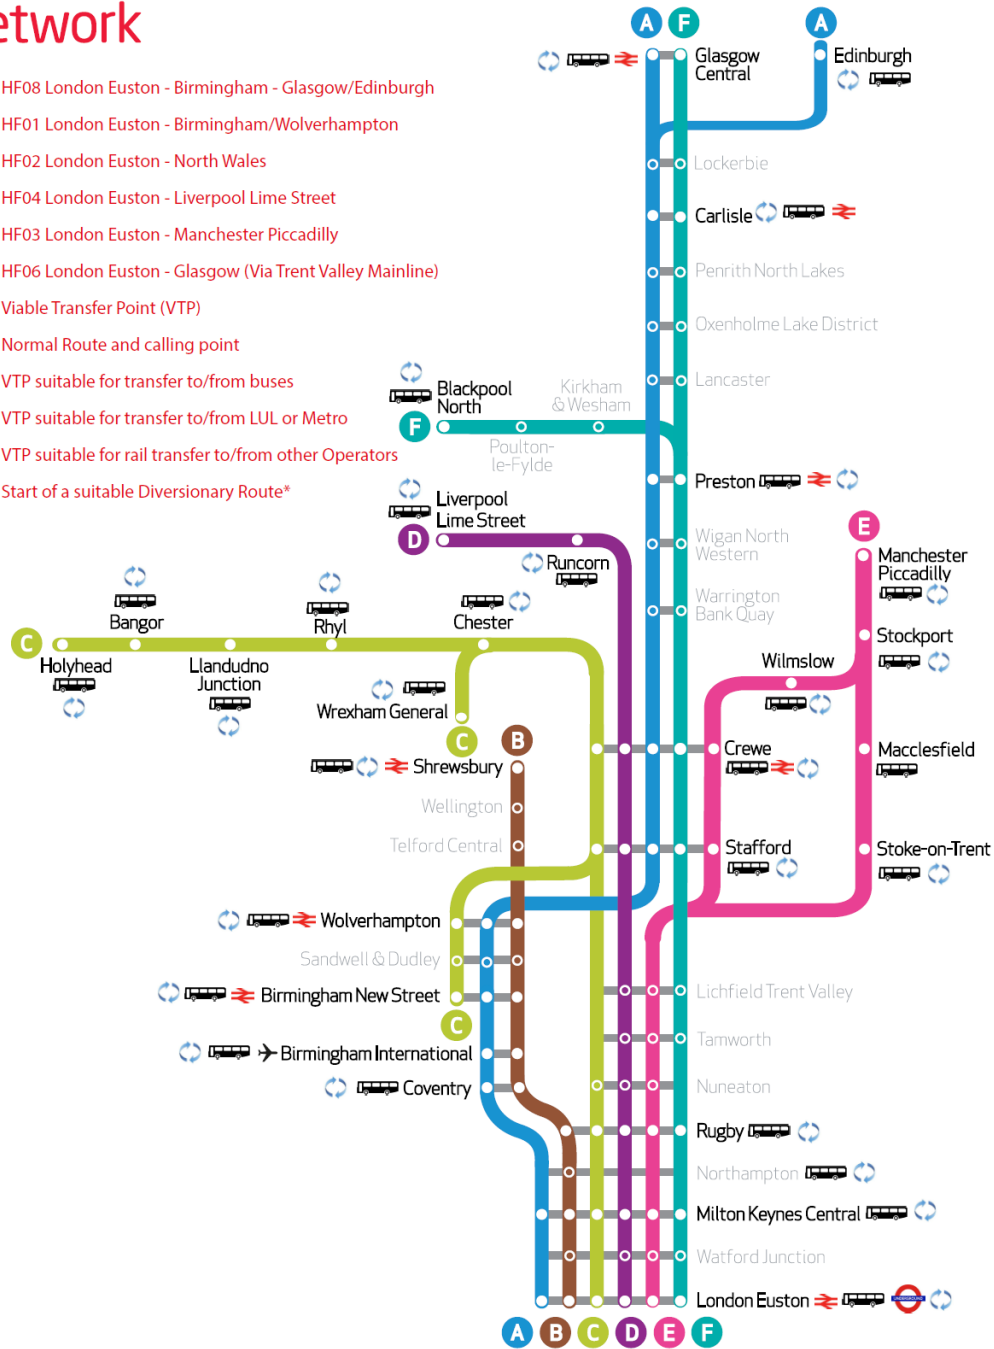 etwork
HF08 London Euston - Birmingham - Glasgow/Edinburgh
HF01 London Euston - Birmingham/Wolverhampton
HF02 London Euston - North Wales
HF04 London Euston - Liverpool Lime Street
HF03 London Euston - Manchester Piccadilly
HF06 London Euston - Glasgow (Via Trent Valley Mainline)
Viable Transfer Point (VTP)
Normal Route and calling point
VTP suitable for transfer to/from buses
VTP suitable for transfer to/from LUL or Metro
VTP suitable for rail transfer to/from other Operators
Start of a suitable Diversionary Route*
A
F
A
Glasgow
Central
Edinburgh
Lockerbie
Carlisle
Penrith North Lakes
Oxenholme Lake District
Lancaster
Blackpool
North
Kirkham
& Wesham
F
Poulton-
le-Fylde
Preston
Liverpool
Lime Street
D
Runcorn
Wigan North
Western
Warrington
Bank Quay
E
Manchester
Piccadilly
Stockport
Wilmslow
Bangor
Rhyl
Chester
C
Holyhead
Llandudno
Junction
Wrexham General
C
B
Crewe
Macclesfield
Shrewsbury
Wellington
Telford Central
Stafford
Stoke-on-Trent
Wolverhampton
Sandwell & Dudley
Birmingham New Street
C
Birmingham International
Coventry
Lichfield Trent Valley
Tamworth
Nuneaton
Rugby
Northampton
Milton Keynes Central
Watford Junction
London Euston
UNDERGROUND
A
B
C
D
E
F